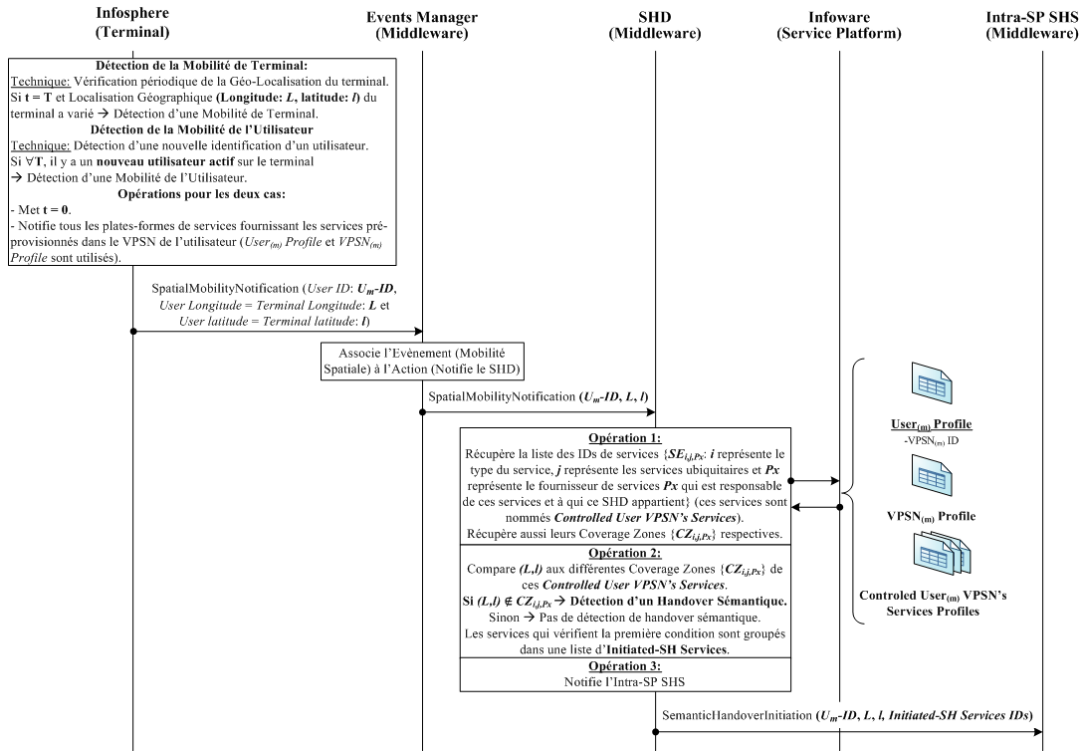 Infosphere
(Terminal)
Events Manager
(Middleware)
SHD
(Middleware)
Infoware
(Service Platform)
Intra-SP SHS
(Middleware)
Détection de la Mobilité de Terminal:
Technique: Vérification périodique de la Géo-Localisation du terminal.
Si t = T et Localisation Géographique (Longitude: L, latitude: l) du
terminal a varié → Détection d'une Mobilité de Terminal.
Détection de la Mobilité de l'Utilisateur
Technique: Détection d'une nouvelle identification d'un utilisateur.
Si ∀T, il y a un nouveau utilisateur actif sur le terminal
→ Détection d'une Mobilité de l'Utilisateur.
Opérations pour les deux cas:
- Met t = 0.
- Notifie tous les plates-formes de services fournissant les services pré-
provisionnés dans le VPSN de l'utilisateur (User(m) Profile et VPSN(m)
Profile sont utilisés).
SpatialMobilityNotification (User ID: Um-ID,
User Longitude = Terminal Longitude: L et
User latitude = Terminal latitude: l)
Associe l'Evènement (Mobilité
Spatiale) à l'Action (Notifie le SHD)
SpatialMobilityNotification (Um-ID, L, l)
Opération 1:
Récupère la liste des IDs de services {SEi,j,Px: i représente le
type du service, j représente les services ubiquitaires et Px
représente le fournisseur de services Px qui est responsable
de ces services et à qui ce SHD appartient} (ces services sont
nommés Controlled User VPSN's Services).
Récupère aussi leurs Coverage Zones {CZi,j,Px} respectives.
Opération 2:
Compare (L,l) aux différentes Coverage Zones {CZi,j,Px} de
ces Controlled User VPSN's Services.
Si (L,l) ∉ CZi,j,Px → Détection d'un Handover Sémantique.
Sinon → Pas de détection de handover sémantique.
Les services qui vérifient la première condition sont groupés
dans une liste d'Initiated-SH Services.
Opération 3:
Notifie l'Intra-SP SHS
User(m) Profile
-VPSN(m) ID
VPSN(m) Profile
Controled User(m) VPSN's
Services Profiles
SemanticHandoverInitiation (Um-ID, L, l, Initiated-SH Services IDs)